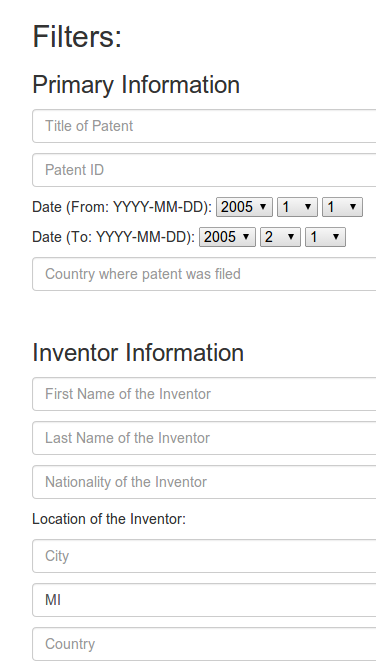 Filters:
Primary Information
Title of Patent
Patent ID
Date (From: YYYY-MM-DD): 2005 1 1
Date (To: YYYY-MM-DD): 2005 2 1
Country where patent was filed
Inventor Information
First Name of the Inventor
Last Name of the Inventor
Nationality of the Inventor
Location of the Inventor:
City
MI
Country